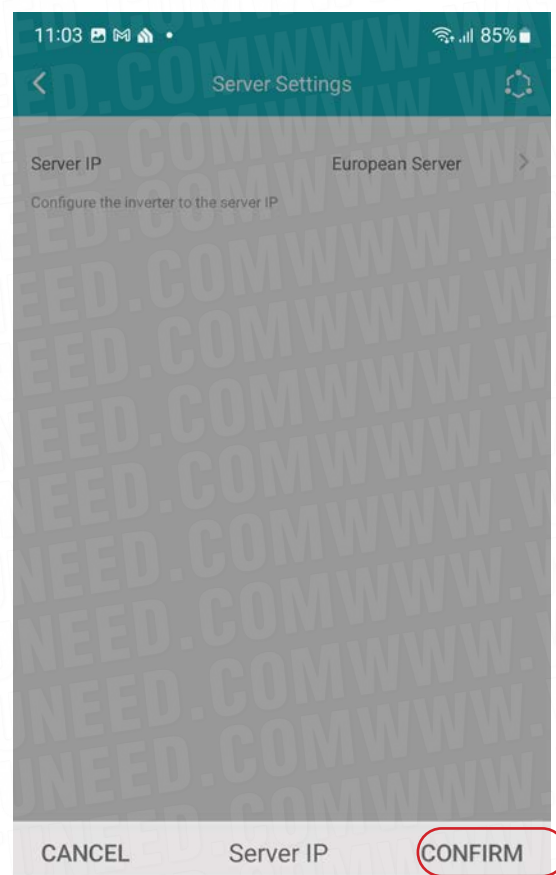 11:03 85%
Server Settings
Server IP European Server
Configure the inverter to the server IP
CANCEL Server IP CONFIRM